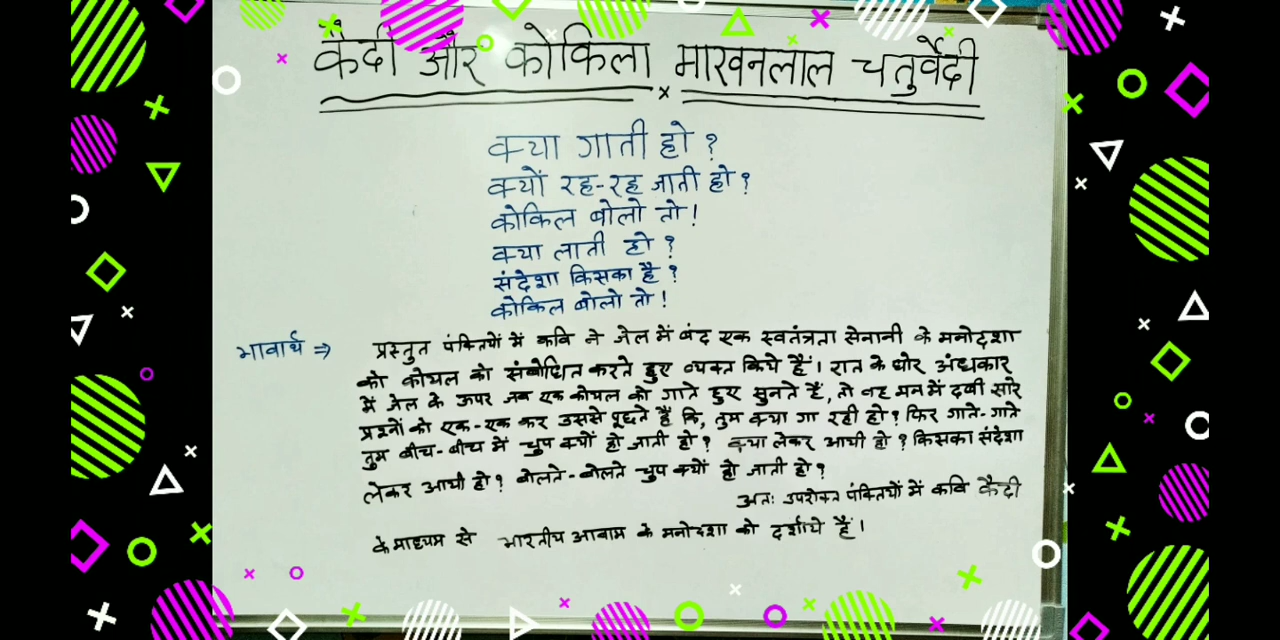 कैदी और कोकिला माखनलाल चतुर्वेदी
क्या गाती हो ?
क्यों रह-रह जाती हो ?
कोकिल बोलो तो !
क्या लाती हो ?
संदेशा किसका है ?
कोकिल बोलो तो !
भावार्थ ⇒ प्रस्तुत पंक्तियों में कवि ने जेल में बंद एक स्वतंत्रता सेनानी के मनोदशा
को कोयल को संबोधित करते हुए व्यक्त किये हैं। रात के घोर अंधकार
में जेल के ऊपर जब एक कोयल को गाते हुए सुनते हैं, तो वह मन में दबी सारे
प्रश्नों को एक-एक कर उससे पूछते हैं कि, तुम क्या गा रही हो ? फिर गाते-गाते
तुम बीच-बीच में चुप क्यों हो जाती हो ? क्या लेकर आयी हो ? किसका संदेशा
लेकर आयी हो ? बोलते-बोलते चुप क्यों हो जाती हो ?
अतः उपरोक्त पंक्तियों में कवि कैदी
के माध्यम से भारतीय आवाम के मनोदशा को दर्शाये हैं।